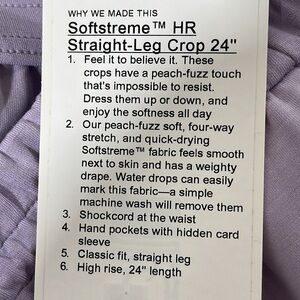 WHY WE MADE THIS
Softstreme™ HR
Straight-Leg Crop 24"
1. Feel it to believe it. These
crops have a peach-fuzz touch
that's impossible to resist.
Dress them up or down, and
enjoy the softness all day
2. Our peach-fuzz soft, four-way
stretch, and quick-drying
Softstreme™ fabric feels smooth
next to skin and has a weighty
drape. Water drops can easily
mark this fabric—a simple
machine wash will remove them
3. Shockcord at the waist
4. Hand pockets with hidden card
sleeve
5. Classic fit, straight leg
6. High rise, 24" length